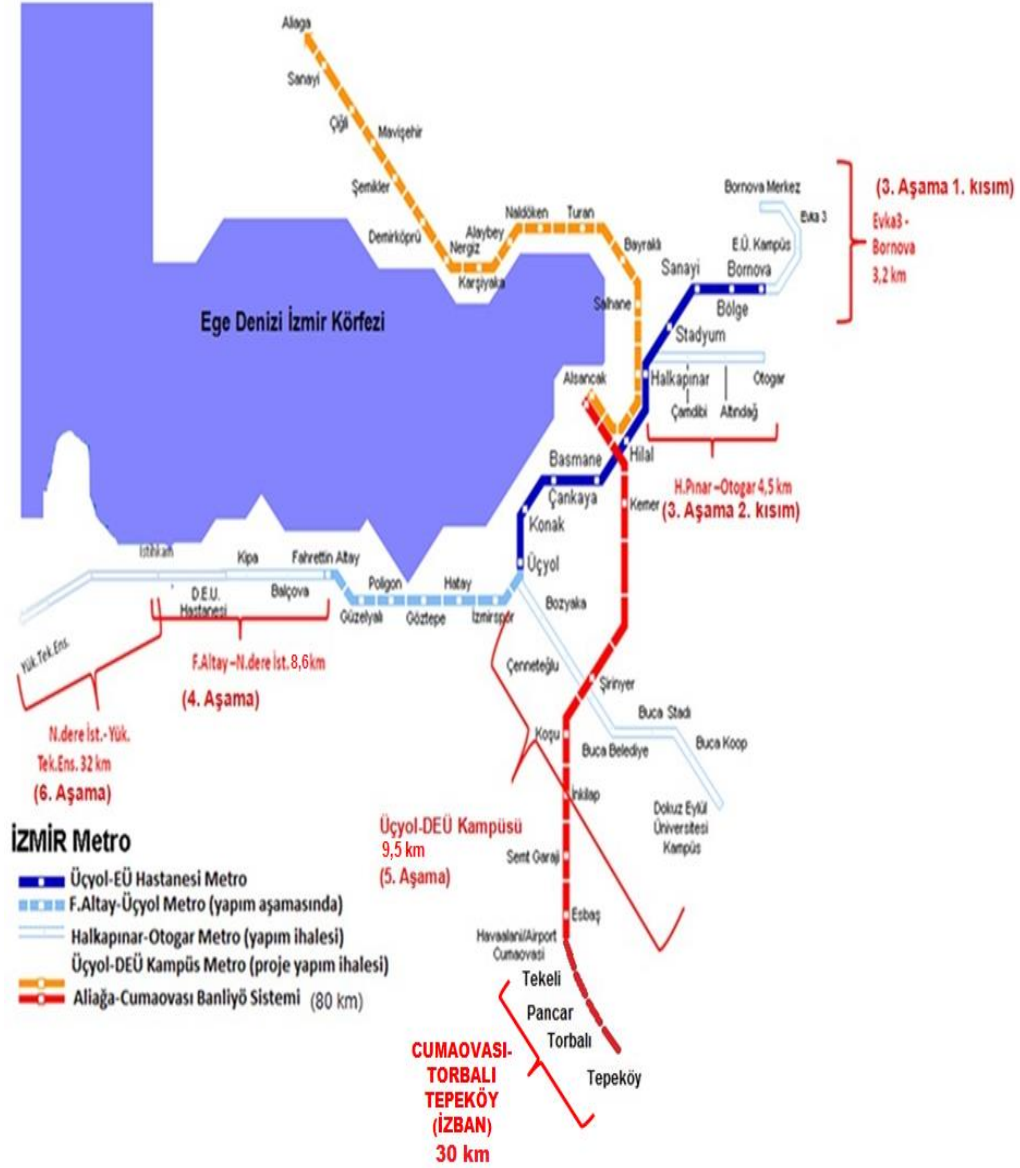 Aliaga
Sanayi
Çiğli
Mavişehir
Şemikler
Demirköprü
Nergiz
Karşiyaka
Alaybey
Naldöken
Turan
Bayraklı
Salhane
Bornova Merkez
Evka 3
E.Ü. Kampüs
Sanayi
Bornova
Bölge
Stadyum
(3. Aşama 1. kısım)
Evka3 -
Bornova
3,2 km
Ege Denizi İzmir Körfezi
Alsancak
Halkapınar
Otogar
Çamdibi
Altındağ
Hilal
Basmane
Çankaya
Konak
Kemer
H.Pınar –Otogar 4,5 km
(3. Aşama 2. kısım)
Üçyol
İstihkam
Kipa
Fahrettin Altay
D.E.U.
Hastanesi
Balçova
Güzelyalı
Poligon
Göztepe
Hatay
İzmirspor
Bozyaka
Yük.Tek.Ens.
F.Altay –N.dere İst. 8,6 km
(4. Aşama)
N.dere İst.- Yük.
Tek.Ens. 32 km
(6. Aşama)
Çenneteğlu
Şirinyer
Koşu
Buca Stadı
Buca Belediye
Buca Koop
İnkilap
Dokuz Eylül
Üniversitesi
Kampüs
Üçyol-DEÜ Kampüsü
9,5 km
(5. Aşama)
Semt Garaji
Esbaş
Havaalani/Airport
Cumaovasi
Tekeli
Pancar
Torbalı
Tepeköy
CUMAOVASI-
TORBALI
TEPEKÖY
(İZBAN)
30 km
İZMİR Metro
Üçyol-EÜ Hastanesi Metro
F.Altay-Üçyol Metro (yapım aşamasında)
Halkapınar-Otogar Metro (yapım ihalesi)
Üçyol-DEÜ Kampüs Metro (proje yapım ihalesi)
Aliağa-Cumaovası Banliyö Sistemi (80 km)